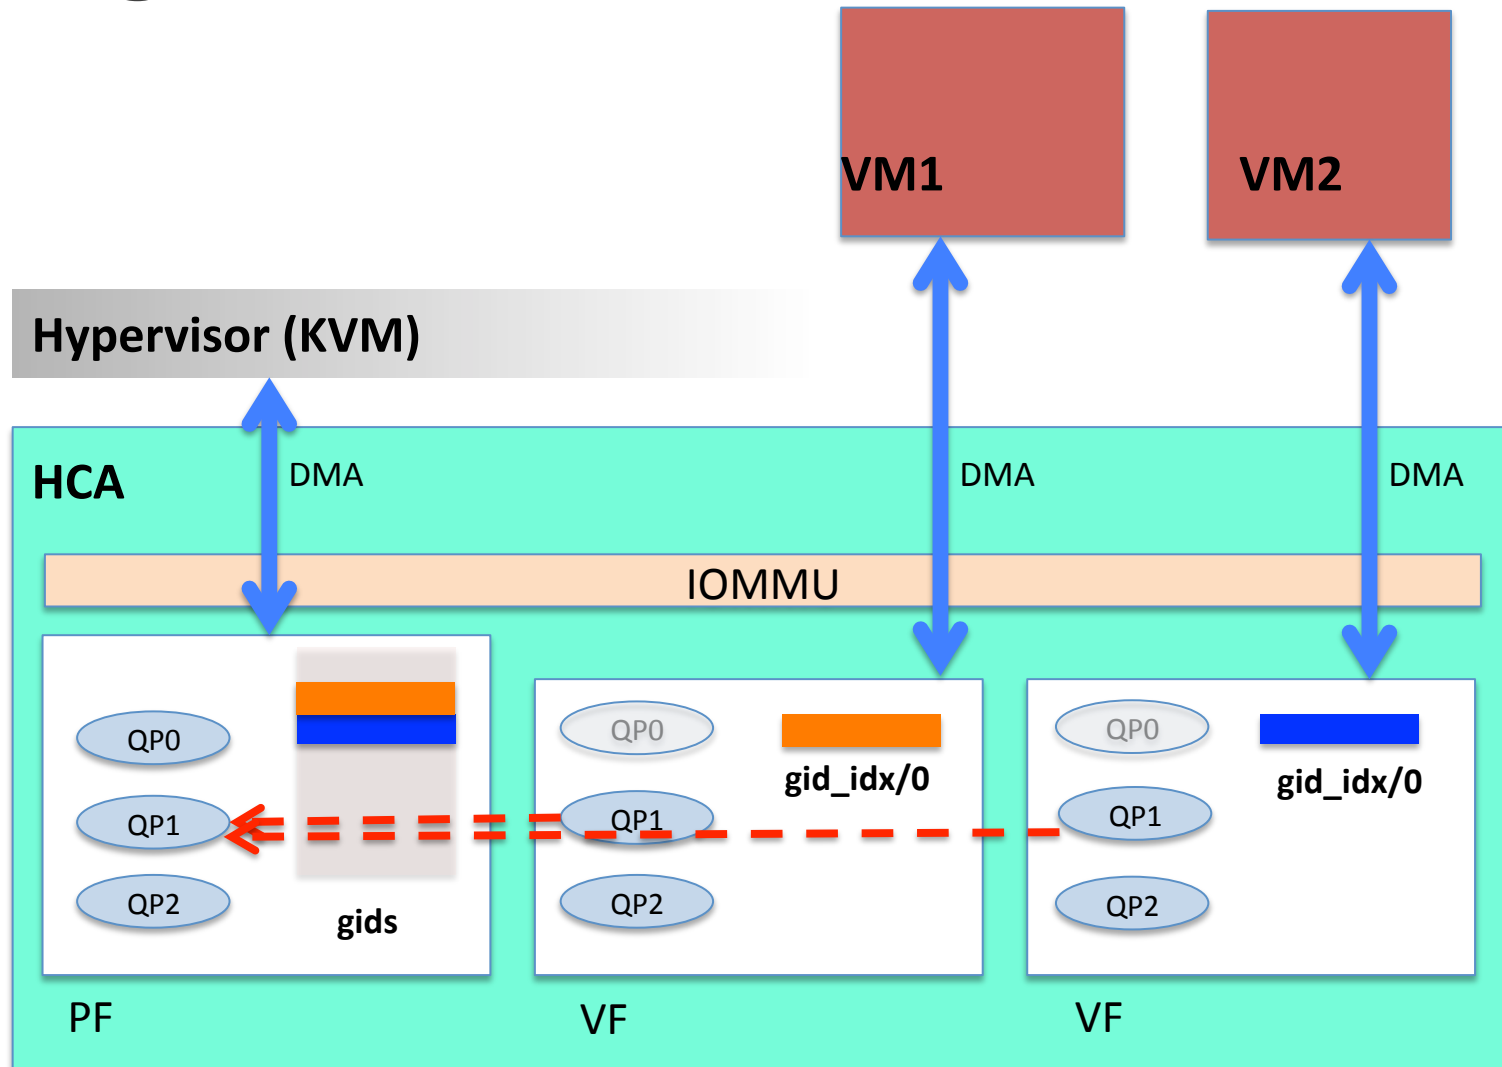 VM1
VM2
Hypervisor (KVM)
HCA
DMA
DMA
DMA
IOMMU
QP0
QP1
QP2
gids
QP0
QP1
QP2
gid_idx/0
QP0
QP1
QP2
gid_idx/0
PF
VF
VF